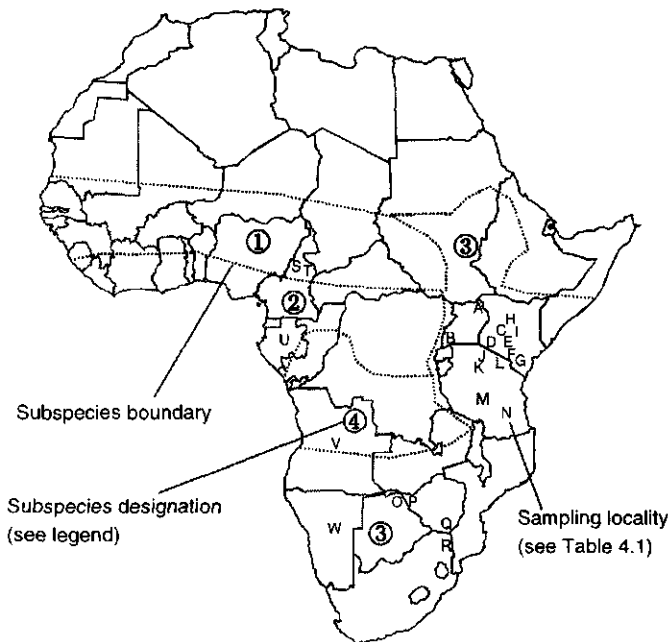 ①
③
S T
②
A
H
B
C I
D E
U
F
J G
K L
Subspecies boundary
M
N
④
V
Subspecies designation
(see legend)
O P
W
③
Q
R
Sampling locality
(see Table 4.1)